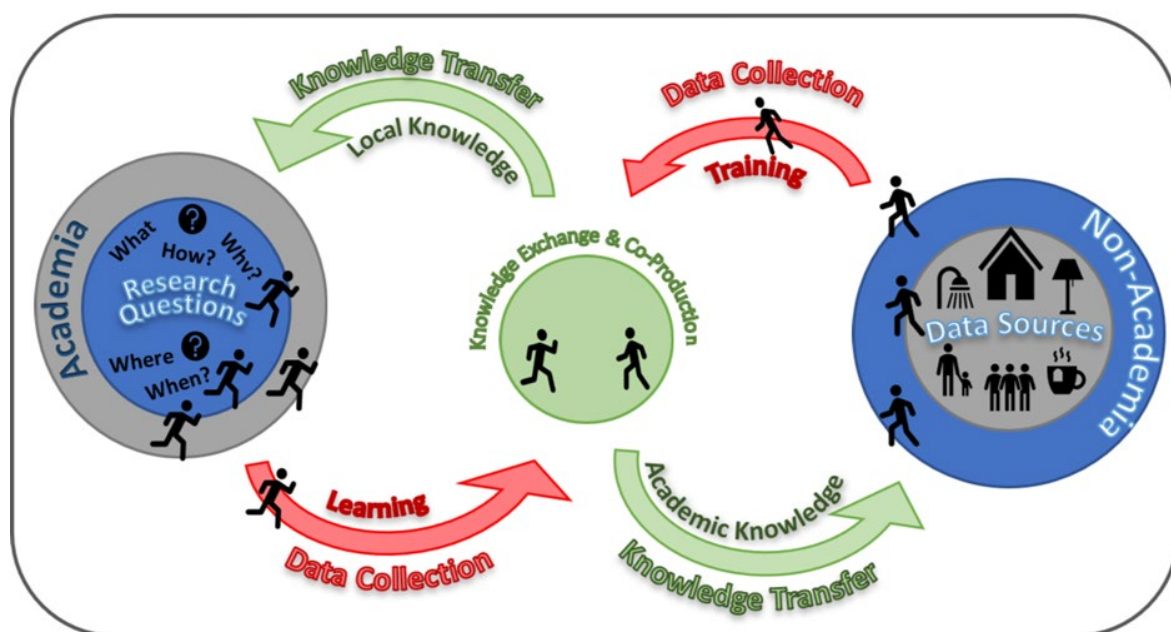 Knowledge Transfer
Local Knowledge
Data Collection
Training
Academia
What
?
How?
Why?
Research
Questions
Where
?
When?
Knowledge Exchange & Co-Production
Non-Academia
Data Sources
Learning
Data Collection
Academic Knowledge
Knowledge Transfer